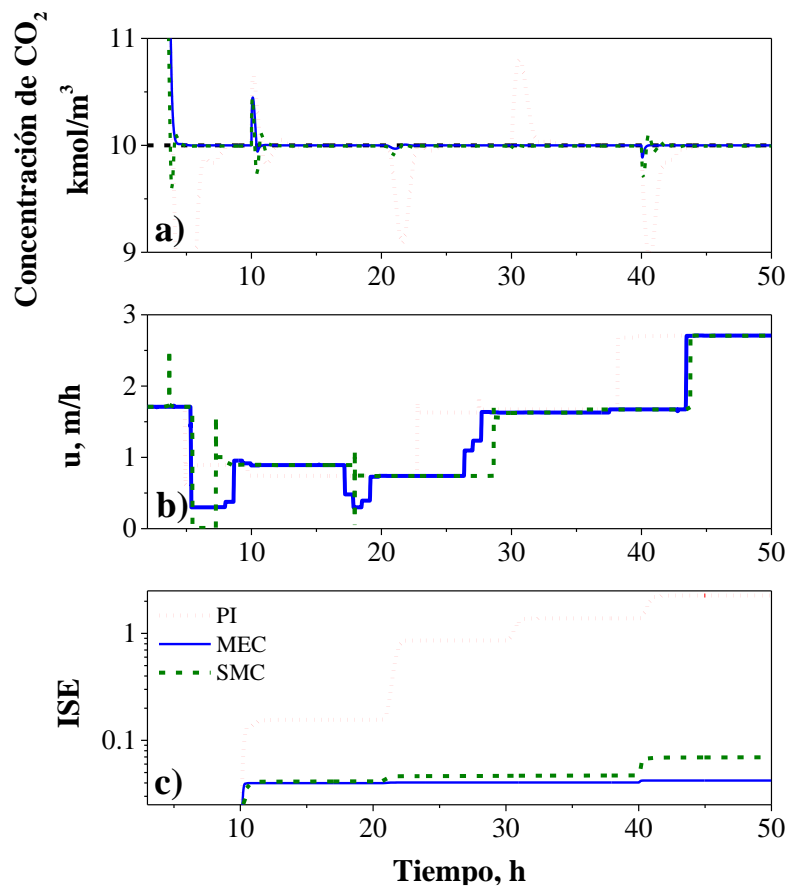 Concentración de CO₂
kmol/m³
11
10
9
a)
10 20 30 40 50
u, m/h
3
2
1
0
b)
10 20 30 40 50
ISE
1
0.1
PI
MEC
SMC
c)
10 20 30 40 50
Tiempo, h